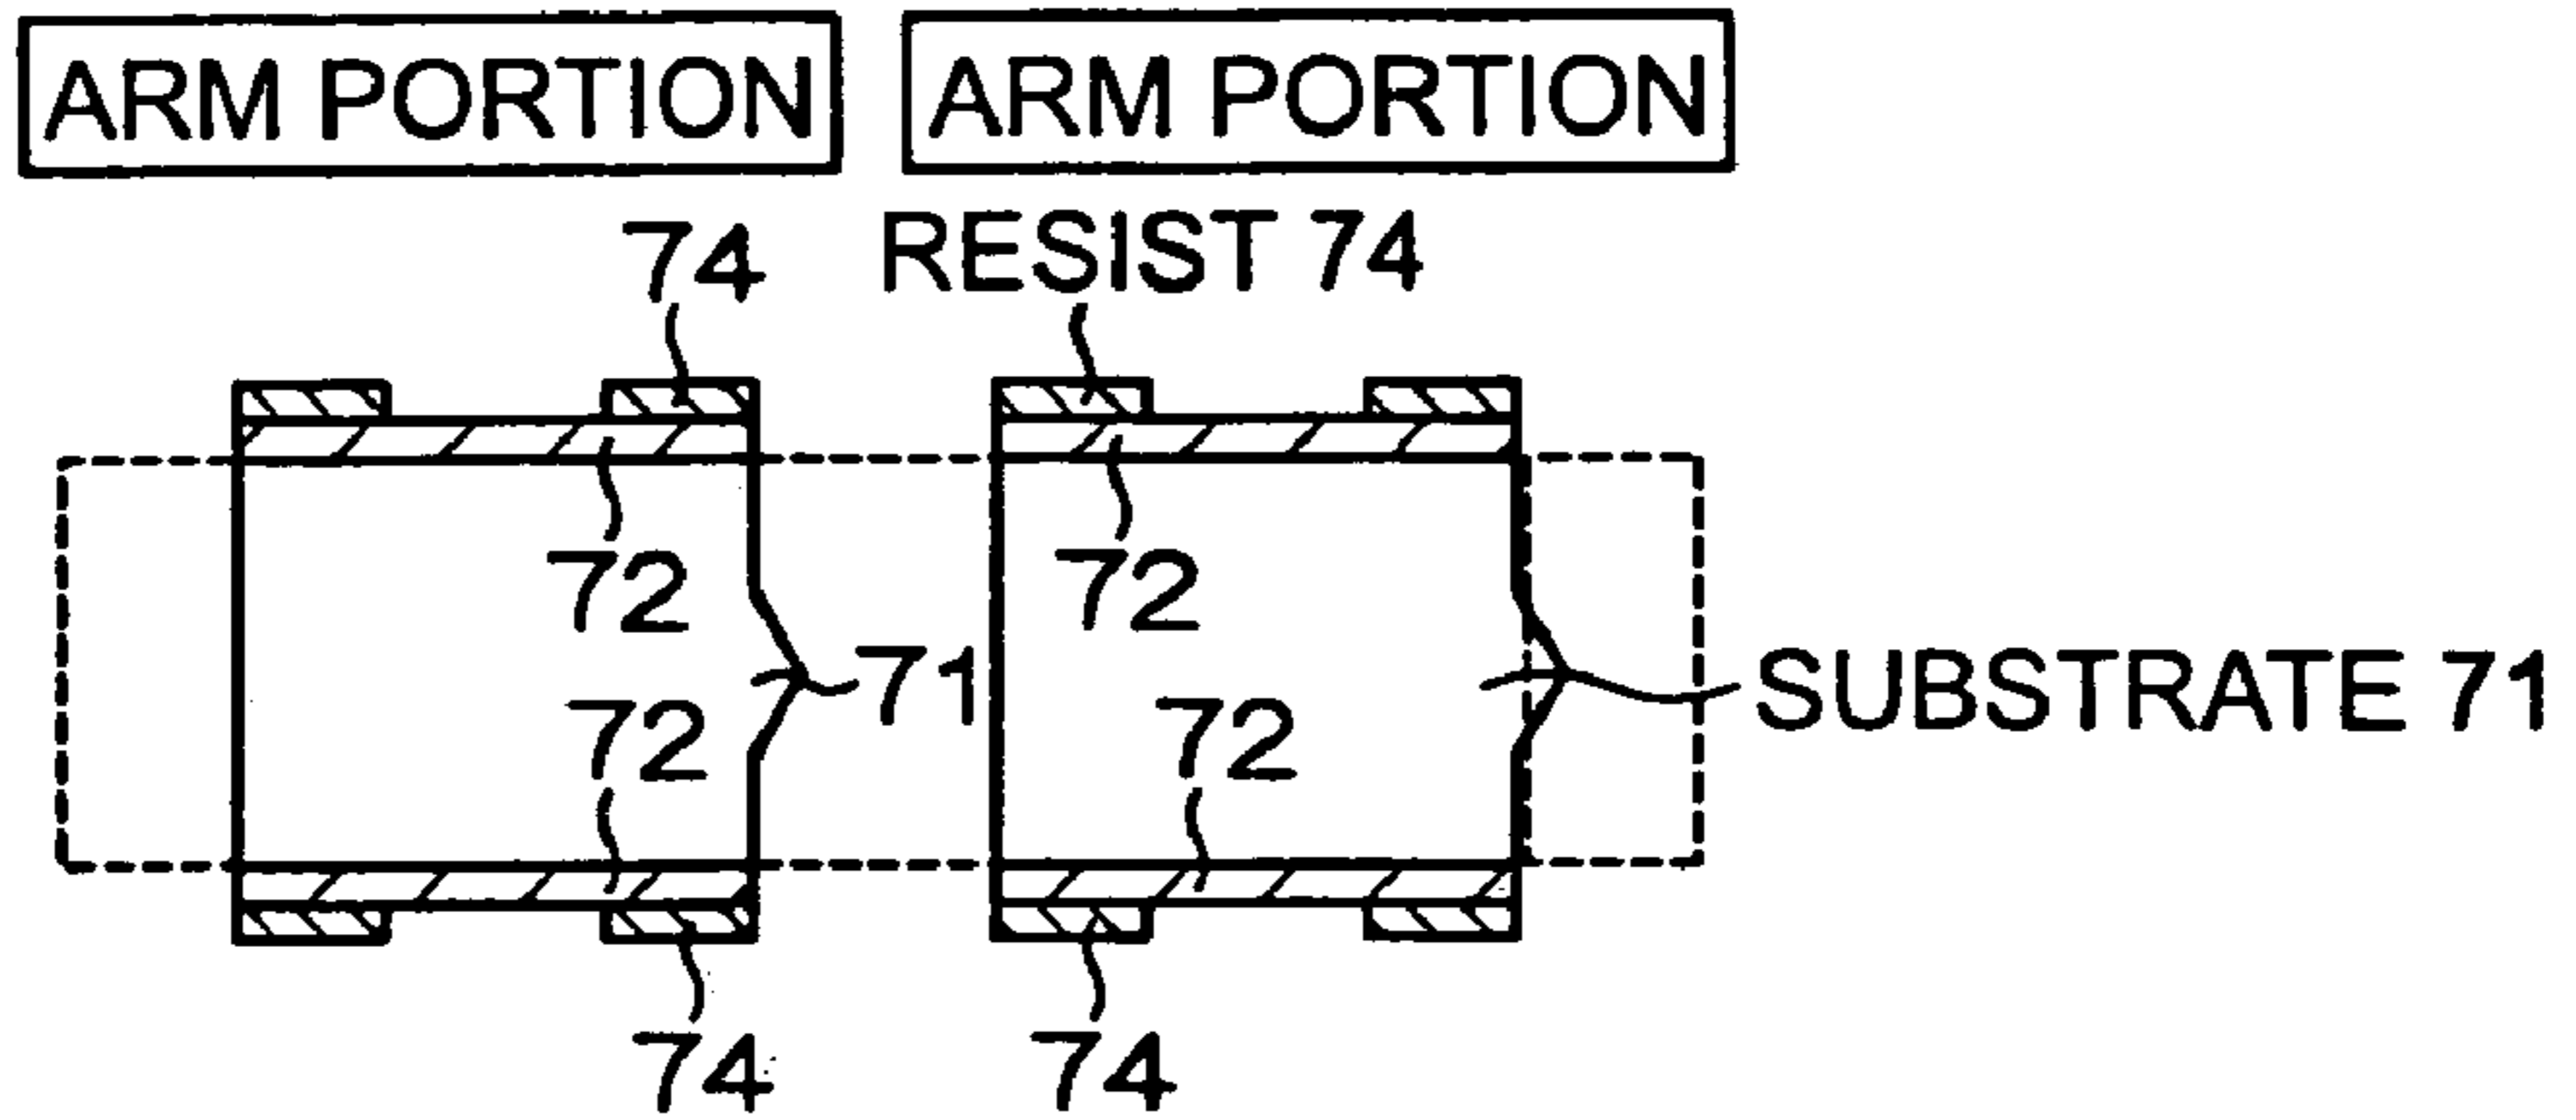 ARM PORTION ARM PORTION
74 RESIST 74
72 72
71 SUBSTRATE 71
72 72
74 74